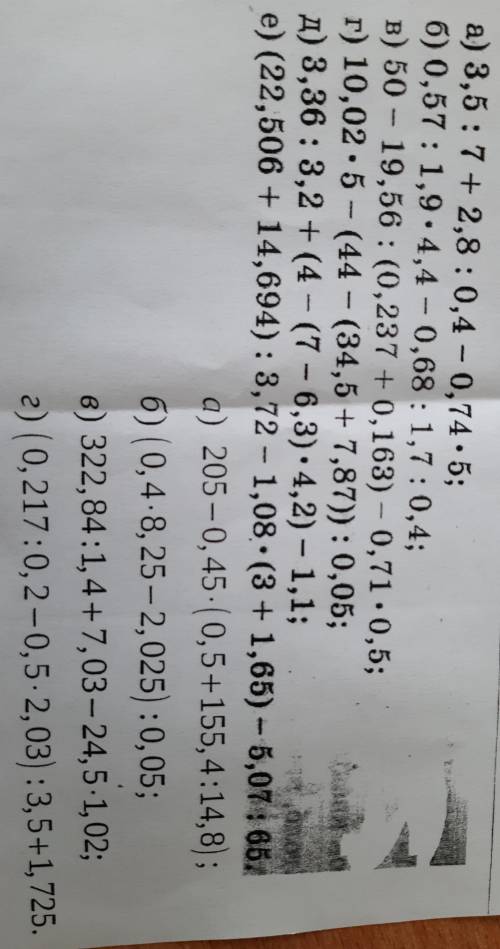 а) 3,5 : 7 + 2,8 : 0,4 − 0,74 • 5;
б) 0,57 : 1,9 • 4,4 − 0,68 : 1,7 : 0,4;
в) 50 − 19,56 : (0,237 + 0,163) − 0,71 • 0,5;
г) 10,02 • 5 − (44 − (34,5 + 7,87)) : 0,05;
д) 3,36 : 3,2 + (4 − (7 − 6,3) • 4,2) − 1,1;
е) (22,506 + 14,694) : 3,72 − 1,08 • (3 + 1,65) − 5,07 : 65.
а) 205−0,45·(0,5+155,4:14,8);
б) (0,4·8,25−2,025):0,05;
в) 322,84:1,4+7,03−24,5·1,02;
г) (0,217:0,2−0,5·2,03):3,5+1,725.